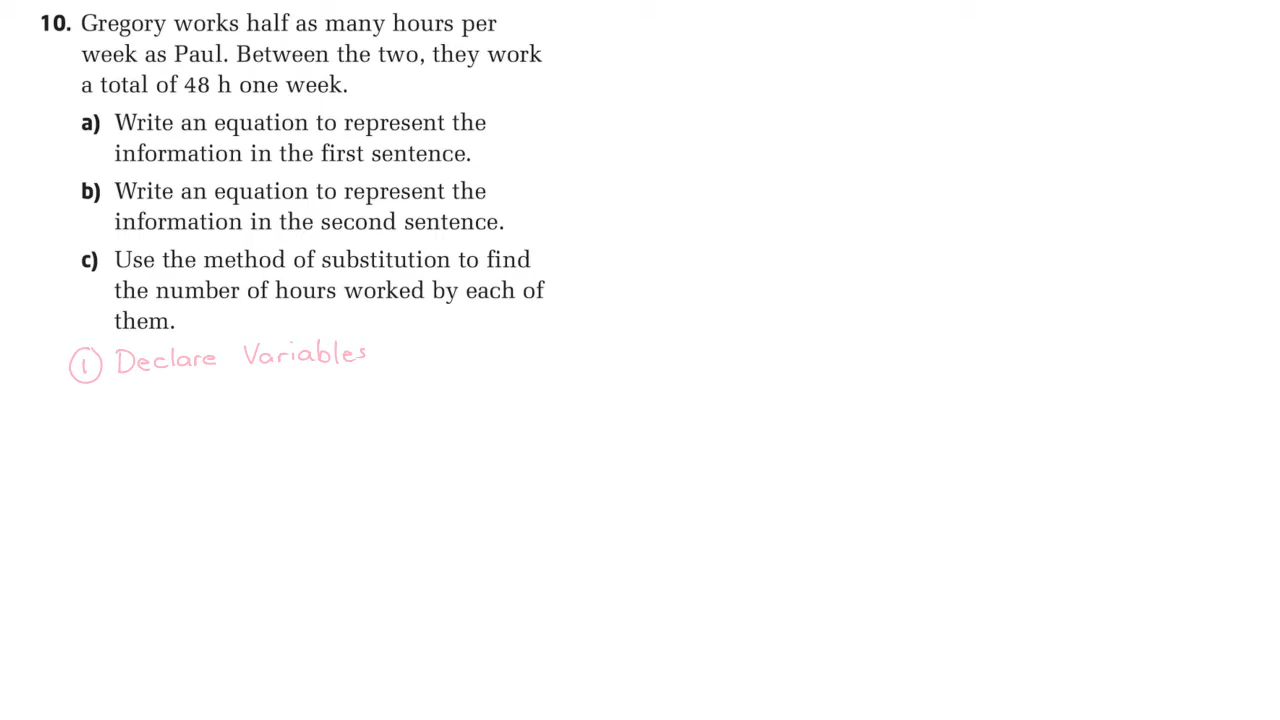 10. Gregory works half as many hours per
week as Paul. Between the two, they work
a total of 48 h one week.
a) Write an equation to represent the
information in the first sentence.
b) Write an equation to represent the
information in the second sentence.
c) Use the method of substitution to find
the number of hours worked by each of
them.
① Declare Variables